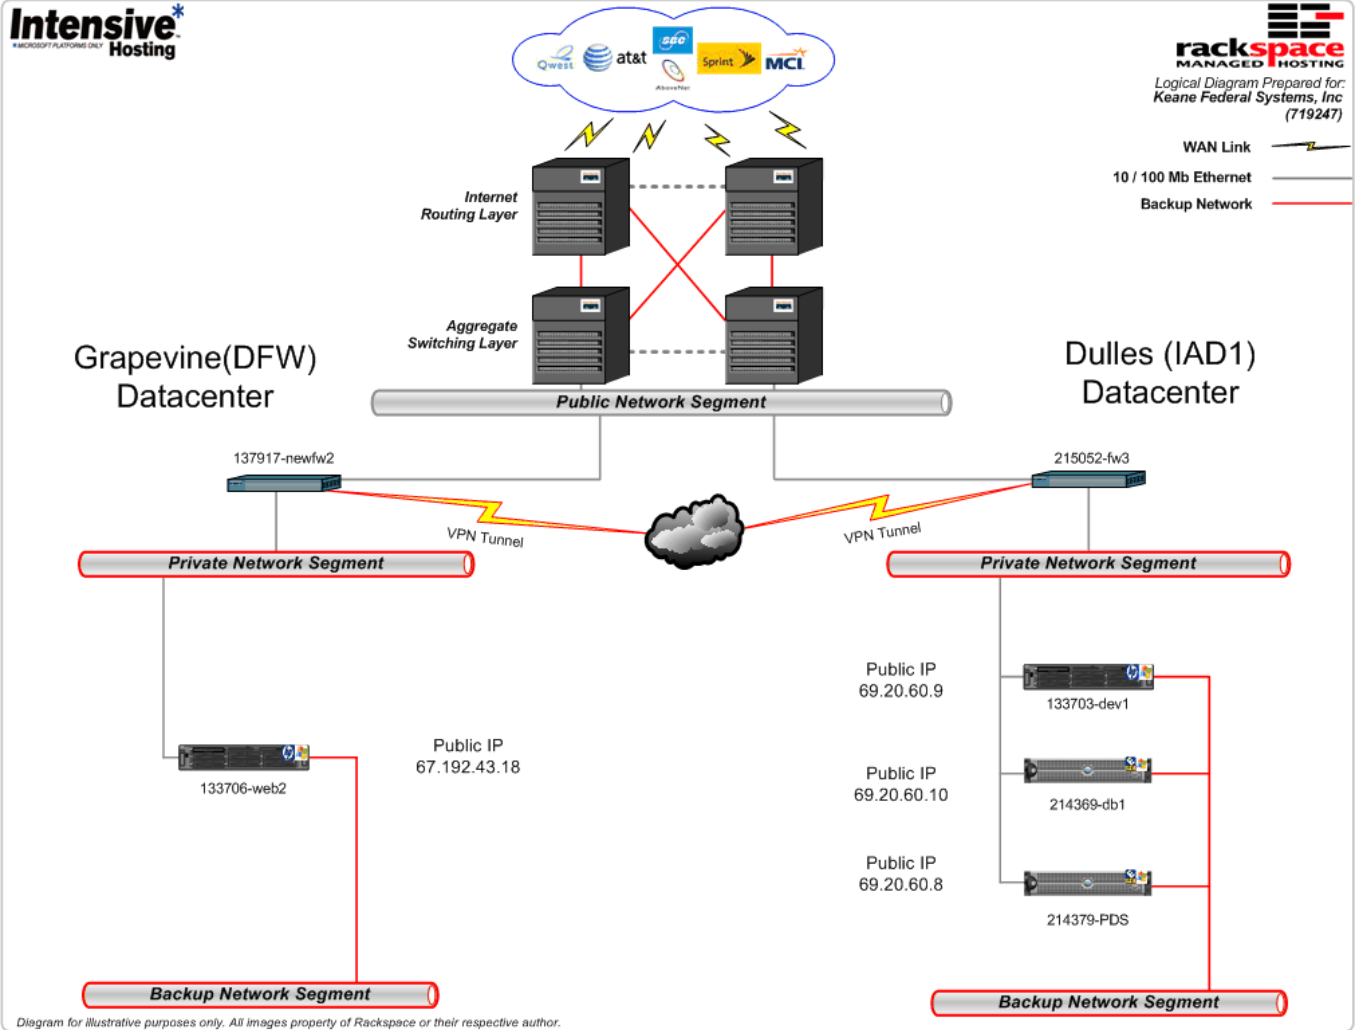 Intensive*
*MICROSOFT PLATFORMS ONLY
Hosting
Qwest
at&t
SBC
AboveNet
Sprint
MCI
rackspace
MANAGED HOSTING
Logical Diagram Prepared for:
Keane Federal Systems, Inc
(719247)
WAN Link
10 / 100 Mb Ethernet
Backup Network
Internet
Routing Layer
Aggregate
Switching Layer
Grapevine(DFW)
Datacenter
Dulles (IAD1)
Datacenter
Public Network Segment
137917-newfw2
215052-fw3
VPN Tunnel
VPN Tunnel
Private Network Segment
Private Network Segment
Public IP
69.20.60.9
133703-dev1
Public IP
67.192.43.18
133706-web2
Public IP
69.20.60.10
214369-db1
Public IP
69.20.60.8
214379-PDS
Backup Network Segment
Backup Network Segment
Diagram for illustrative purposes only. All images property of Rackspace or their respective author.